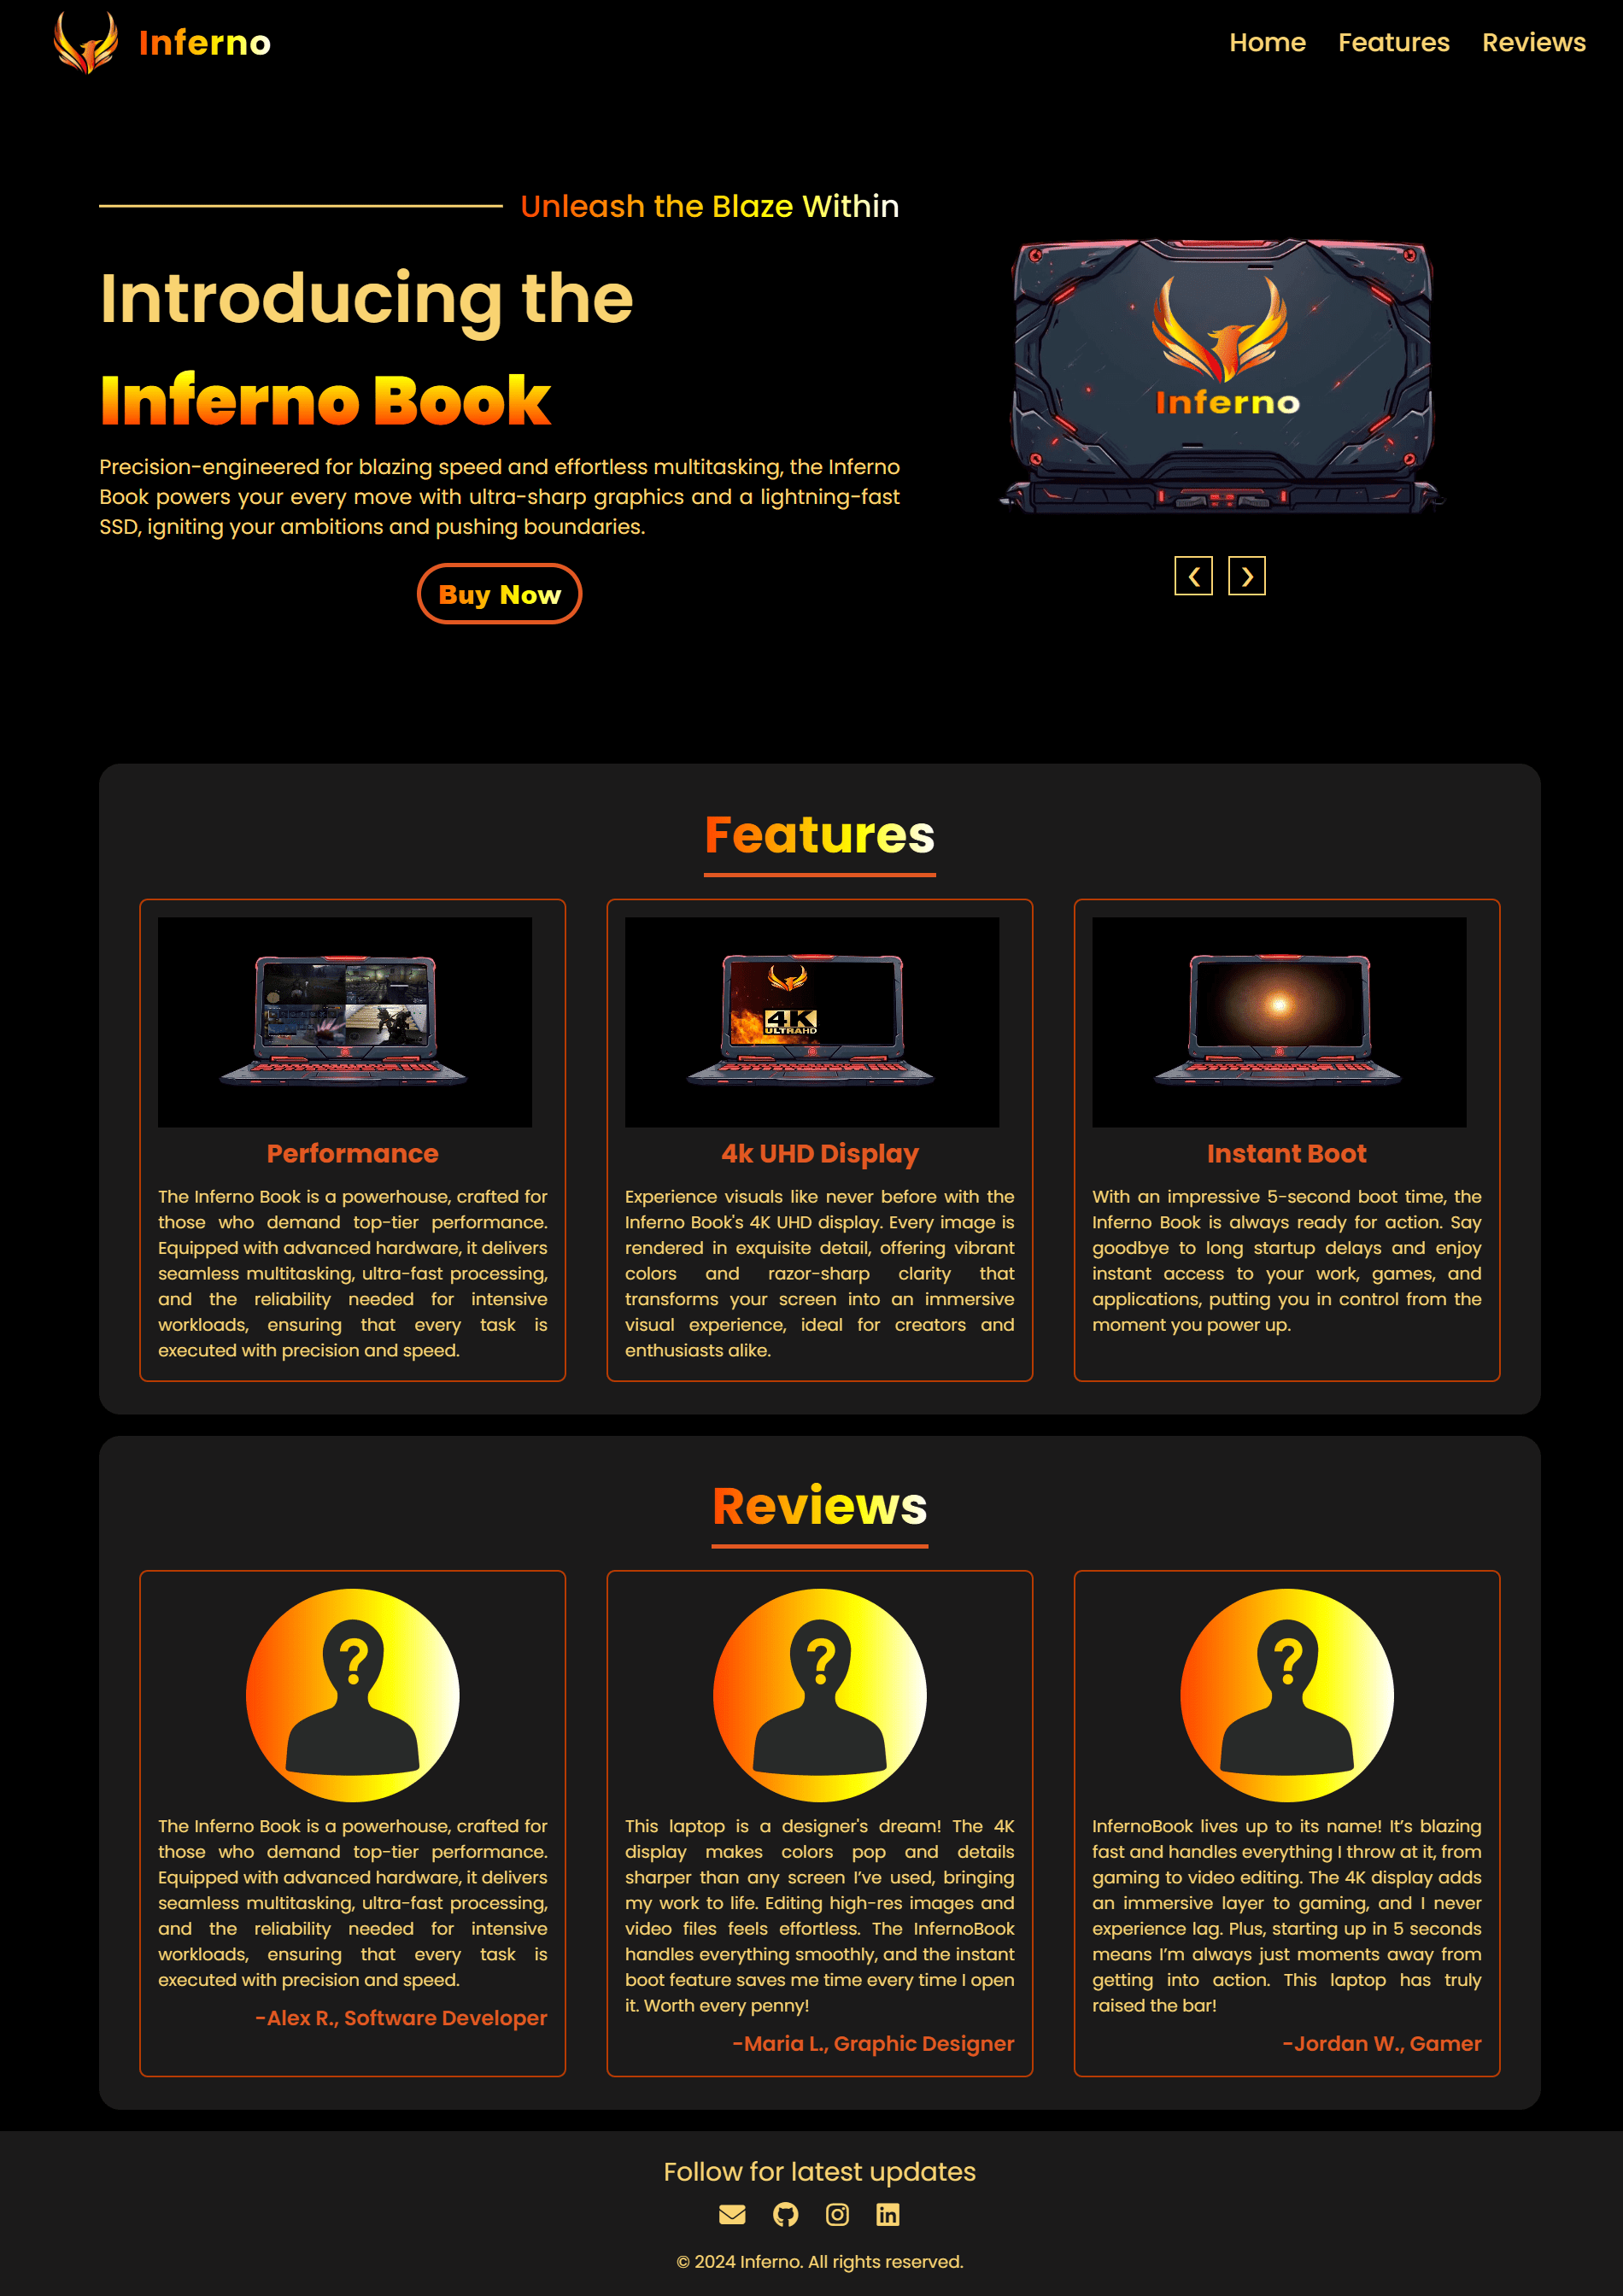 Inferno
Home Features Reviews
Unleash the Blaze Within
Introducing the
Inferno Book
Precision-engineered for blazing speed and effortless multitasking, the Inferno
Book powers your every move with ultra-sharp graphics and a lightning-fast
SSD, igniting your ambitions and pushing boundaries.
Buy Now
Inferno
Features
4K
ULTRAHD
Performance
The Inferno Book is a powerhouse, crafted for
those who demand top-tier performance.
Equipped with advanced hardware, it delivers
seamless multitasking, ultra-fast processing,
and the reliability needed for intensive
workloads, ensuring that every task is
executed with precision and speed.
4k UHD Display
Experience visuals like never before with the
Inferno Book's 4K UHD display. Every image is
rendered in exquisite detail, offering vibrant
colors and razor-sharp clarity that
transforms your screen into an immersive
visual experience, ideal for creators and
enthusiasts alike.
Instant Boot
With an impressive 5-second boot time, the
Inferno Book is always ready for action. Say
goodbye to long startup delays and enjoy
instant access to your work, games, and
applications, putting you in control from the
moment you power up.
Reviews
?
?
?
The Inferno Book is a powerhouse, crafted for
those who demand top-tier performance.
Equipped with advanced hardware, it delivers
seamless multitasking, ultra-fast processing,
and the reliability needed for intensive
workloads, ensuring that every task is
executed with precision and speed.
-Alex R., Software Developer
This laptop is a designer's dream! The 4K
display makes colors pop and details
sharper than any screen I’ve used, bringing
my work to life. Editing high-res images and
video files feels effortless. The InfernoBook
handles everything smoothly, and the instant
boot feature saves me time every time I open
it. Worth every penny!
-Maria L., Graphic Designer
InfernoBook lives up to its name! It’s blazing
fast and handles everything I throw at it, from
gaming to video editing. The 4K display adds
an immersive layer to gaming, and I never
experience lag. Plus, starting up in 5 seconds
means I’m always just moments away from
getting into action. This laptop has truly
raised the bar!
-Jordan W., Gamer
Follow for latest updates
in
© 2024 Inferno. All rights reserved.